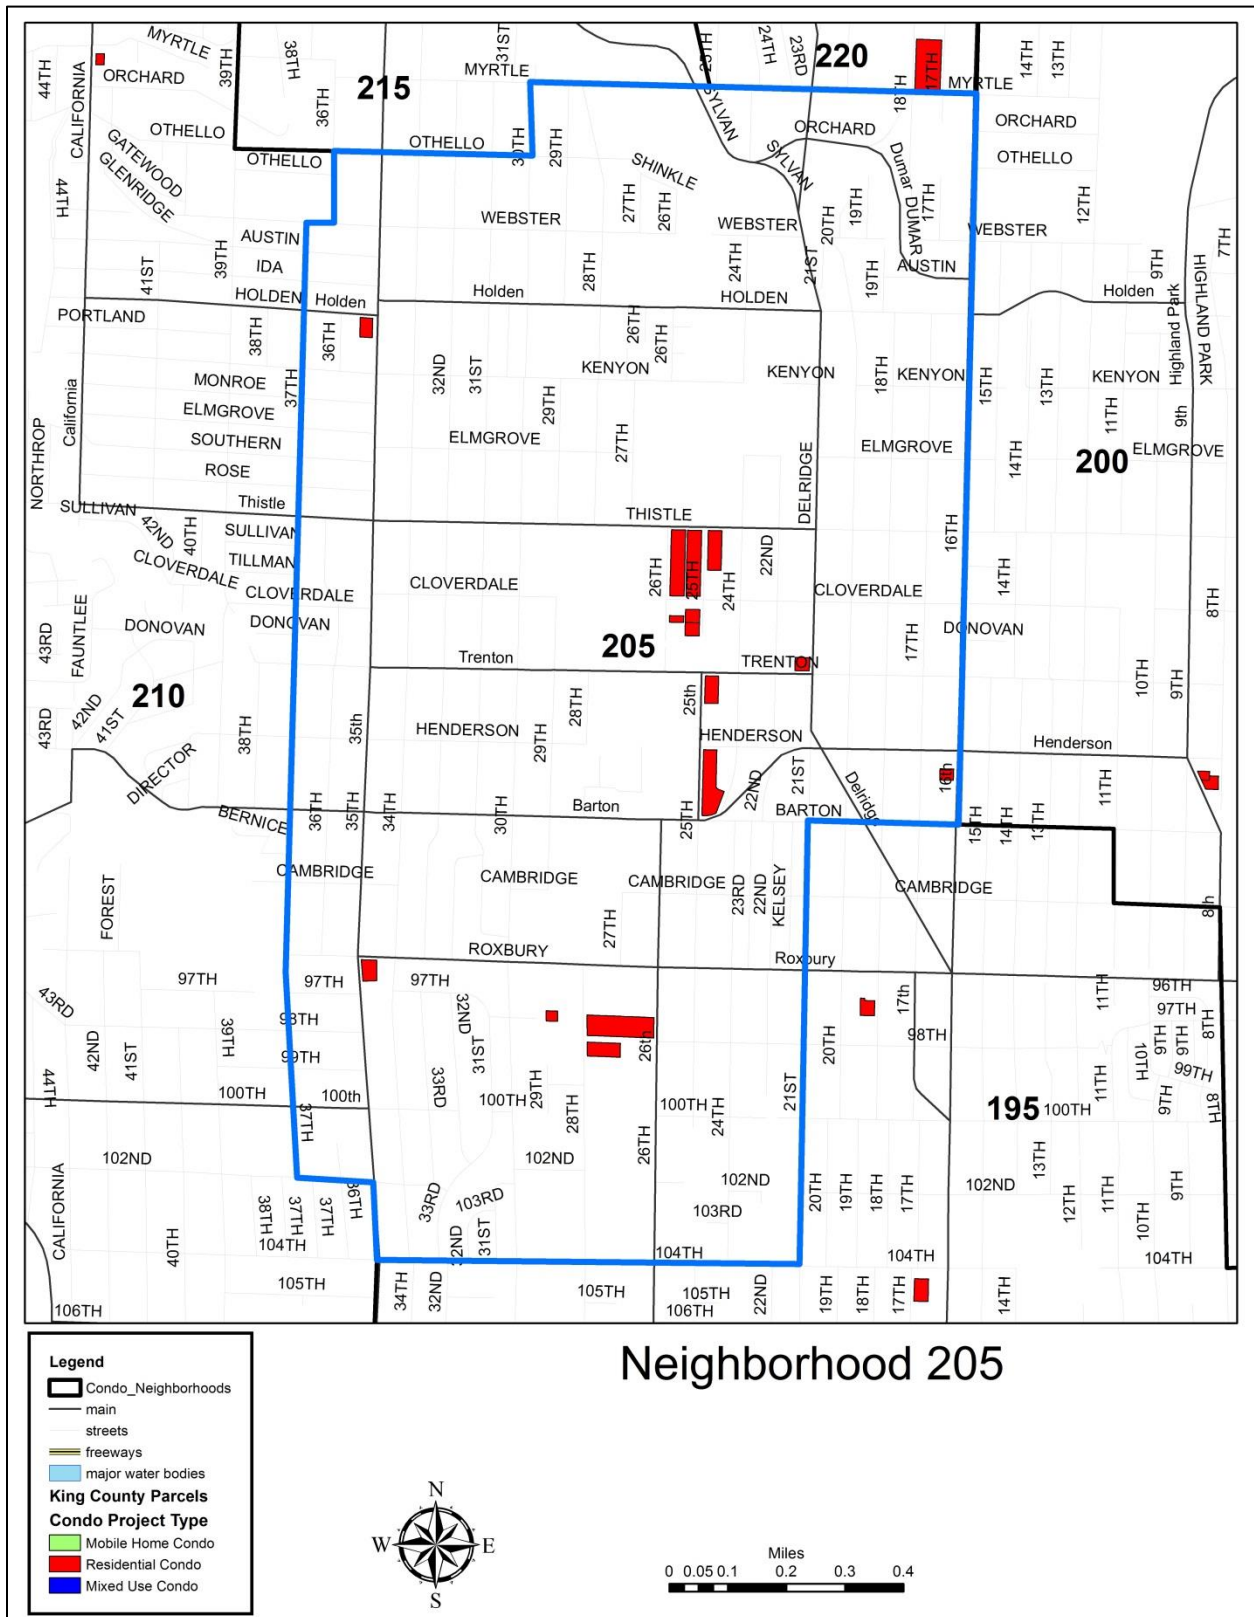 MYRTLE
39TH
38TH
31ST
25TH
24TH
23RD
220
14TH
13TH
44TH
CALIFORNIA
ORCHARD
36TH
215
MYRTLE
SYLVAN
18TH
17TH
MYRTLE
OTHELLO
OTHELLO
OTHELLO
30TH
29TH
ORCHARD
ORCHARD
OTHELLO
GATEWOOD
GLENRIDGE
SHINKLE
SYLVAN
Dumar
DUMAR
44TH
WEBSTER
27TH
26TH
WEBSTER
20TH
19TH
17TH
WEBSTER
12TH
7TH
AUSTIN
IDA
41ST
39TH
28TH
24TH
21ST
19TH
AUSTIN
9TH
HIGHLAND PARK
HOLDEN
Holden
Holden
HOLDEN
Holden
Highland Park
PORTLAND
38TH
36TH
26TH
26TH
MONROE
37TH
32ND
31ST
KENYON
KENYON
18TH
KENYON
15TH
13TH
KENYON
ELMGROVE
29TH
11TH
9th
California
NORTHROP
SOUTHERN
ELMGROVE
27TH
ELMGROVE
14TH
200
ELMGROVE
ROSE
DELRIDGE
SULLIVAN
Thistle
THISTLE
42ND
40TH
SULLIVAN
TILLMAN
22ND
16TH
CLOVERDALE
CLOVERDALE
CLOVERDALE
26TH
25TH
24TH
CLOVERDALE
14TH
8TH
43RD
FAUNTLEE
DONOVAN
DONOVAN
205
17TH
DONOVAN
Trenton
TRENTON
210
10TH
9TH
43RD
42ND
41ST
38TH
35th
HENDERSON
29TH
28TH
25th
HENDERSON
Henderson
DIRECTOR
21ST
22ND
Delridge
16th
11TH
BERNICE
36TH
35TH
34TH
30TH
Barton
25TH
BARTON
15TH
14TH
13TH
CAMBRIDGE
CAMBRIDGE
CAMBRIDGE
23RD
22ND
KELSEY
CAMBRIDGE
8th
FOREST
27TH
ROXBURY
Roxbury
97TH
97TH
97TH
17th
11TH
96TH
97TH
43RD
42ND
41ST
39TH
98TH
99TH
32ND
31ST
26th
20TH
98TH
10TH
9TH
9TH
8TH
99TH
44TH
100TH
100th
33RD
100TH
29TH
28TH
100TH
24TH
21ST
195
100TH
11TH
9TH
8TH
37TH
26TH
102ND
102ND
102ND
102ND
13TH
CALIFORNIA
40TH
38TH
37TH
37TH
36TH
33RD
103RD
103RD
20TH
19TH
18TH
17TH
12TH
11TH
10TH
9TH
104TH
32ND
31ST
104TH
104TH
104TH
105TH
34TH
32ND
105TH
105TH
106TH
22ND
19TH
18TH
17TH
14TH
106TH
Neighborhood 205
Legend
Condo_Neighborhoods
main
streets
freeways
major water bodies
King County Parcels
Condo Project Type
Mobile Home Condo
Residential Condo
Mixed Use Condo
N
W
E
S
Miles
0 0.05 0.1 0.2 0.3 0.4